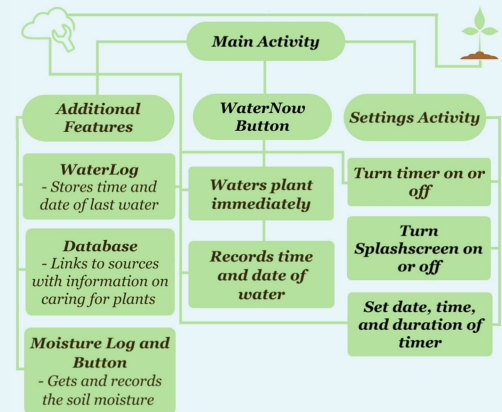 Main Activity
Additional
Features
WaterLog
- Stores time and
date of last water
Database
- Links to sources
with information on
caring for plants
Moisture Log and
Button
- Gets and records
the soil moisture
WaterNow
Button
Waters plant
immediately
Records time
and date of
water
Settings Activity
Turn timer on or
off
Turn
Splashscreen on
or off
Set date, time,
and duration of
timer